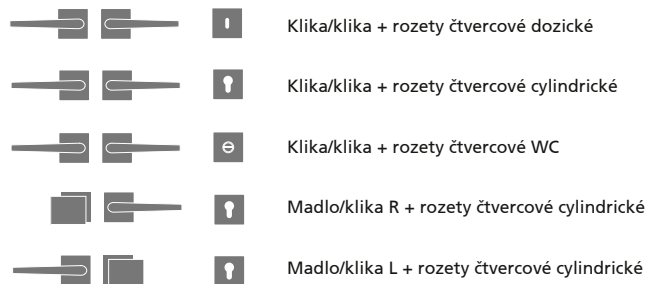 Klika/klika + rozety čtvercové dozické
Klika/klika + rozety čtvercové cylindrické
Klika/klika + rozety čtvercové WC
Madlo/klika R + rozety čtvercové cylindrické
Madlo/klika L + rozety čtvercové cylindrické